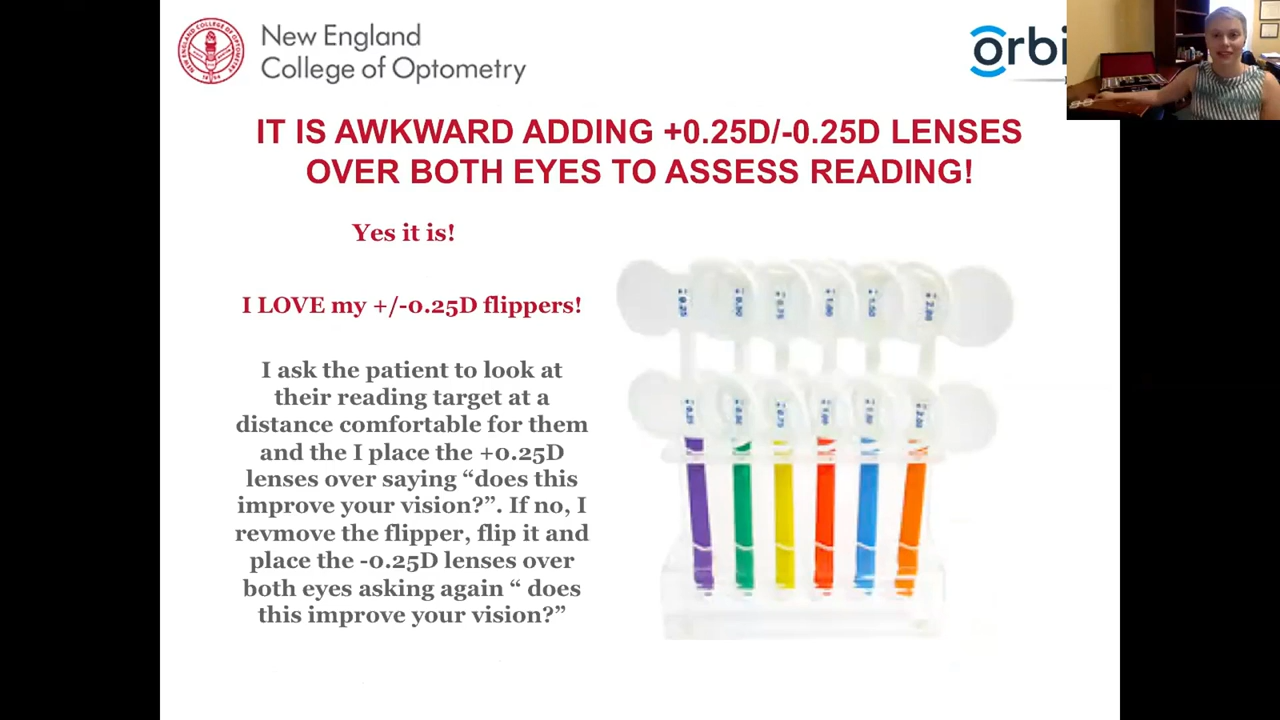 New England
College of Optometry
orbi
IT IS AWKWARD ADDING +0.25D/-0.25D LENSES
OVER BOTH EYES TO ASSESS READING!
Yes it is!
I LOVE my +/-0.25D flippers!
I ask the patient to look at
their reading target at a
distance comfortable for them
and the I place the +0.25D
lenses over saying “does this
improve your vision?”. If no, I
revmove the flipper, flip it and
place the -0.25D lenses over
both eyes asking again “ does
this improve your vision?”